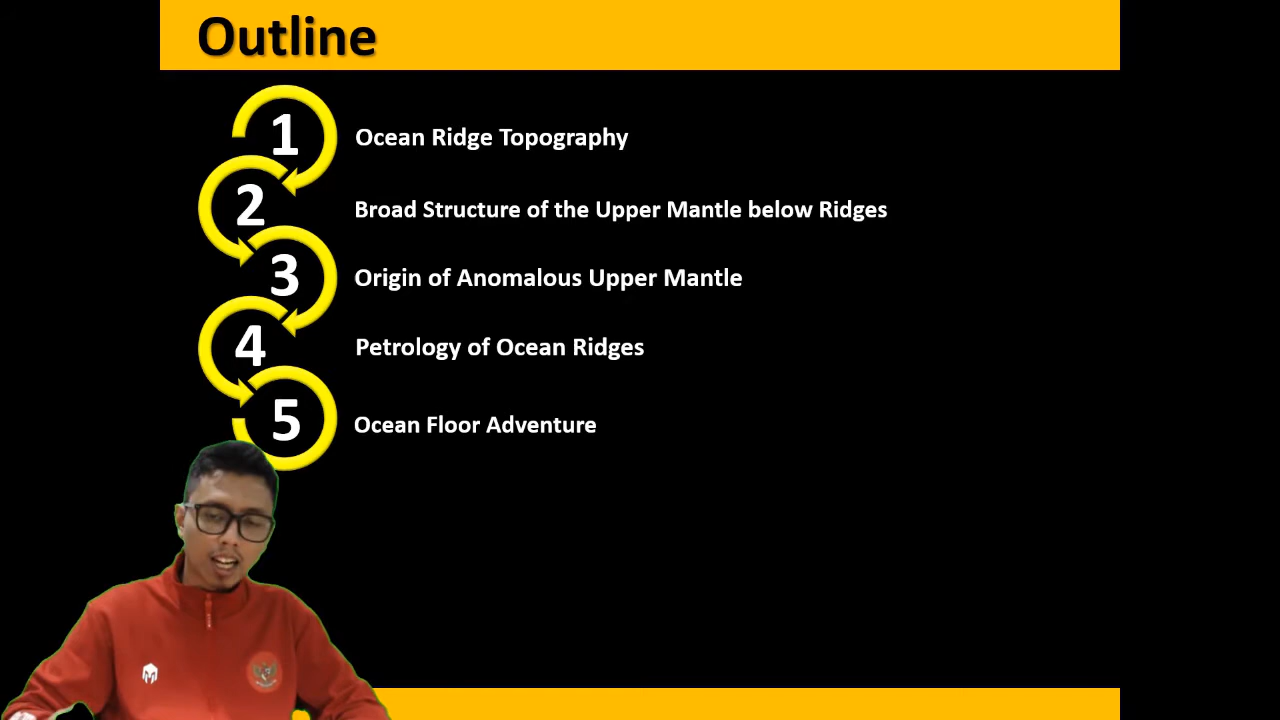 Outline
1 Ocean Ridge Topography
2 Broad Structure of the Upper Mantle below Ridges
3 Origin of Anomalous Upper Mantle
4 Petrology of Ocean Ridges
5 Ocean Floor Adventure